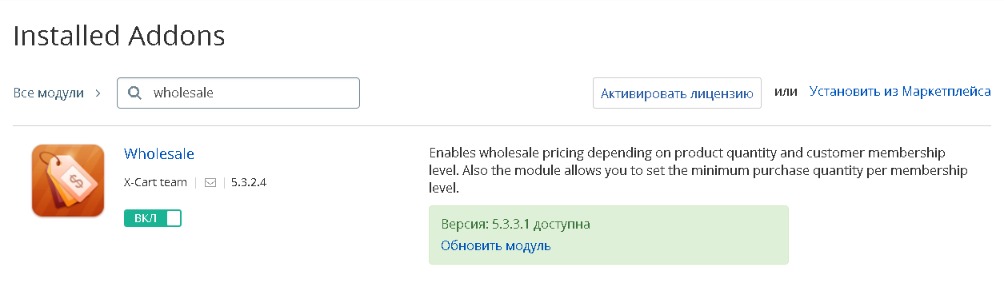 Installed Addons
Все модули >
wholesale
Активировать лицензию
или
Установить из Маркетплейса
Wholesale
X-Cart team | 5.3.2.4
ВКЛ
Enables wholesale pricing depending on product quantity and customer membership
level. Also the module allows you to set the minimum purchase quantity per membership
level.
Версия: 5.3.3.1 доступна
Обновить модуль